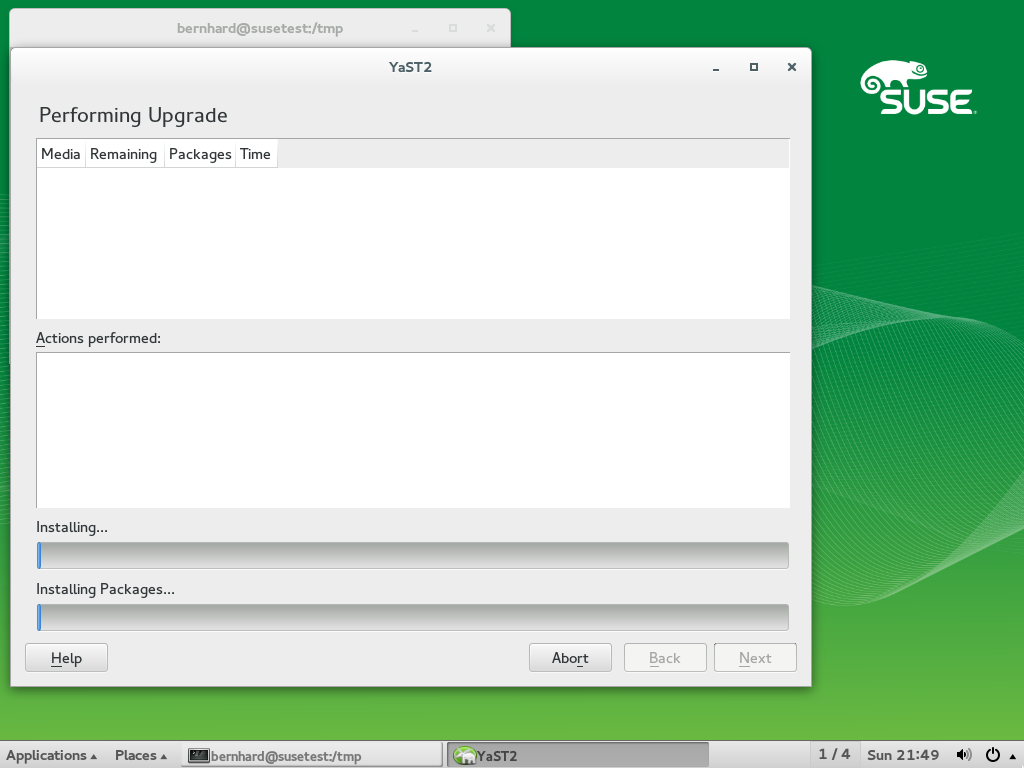 bernhard@susetest:/tmp
YaST2
SUSE
Performing Upgrade
Media Remaining Packages Time
Actions performed:
Installing...
Installing Packages...
Help Abort Back Next
Applications Places bernhard@susetest:/tmp YaST2 1 / 4 Sun 21:49